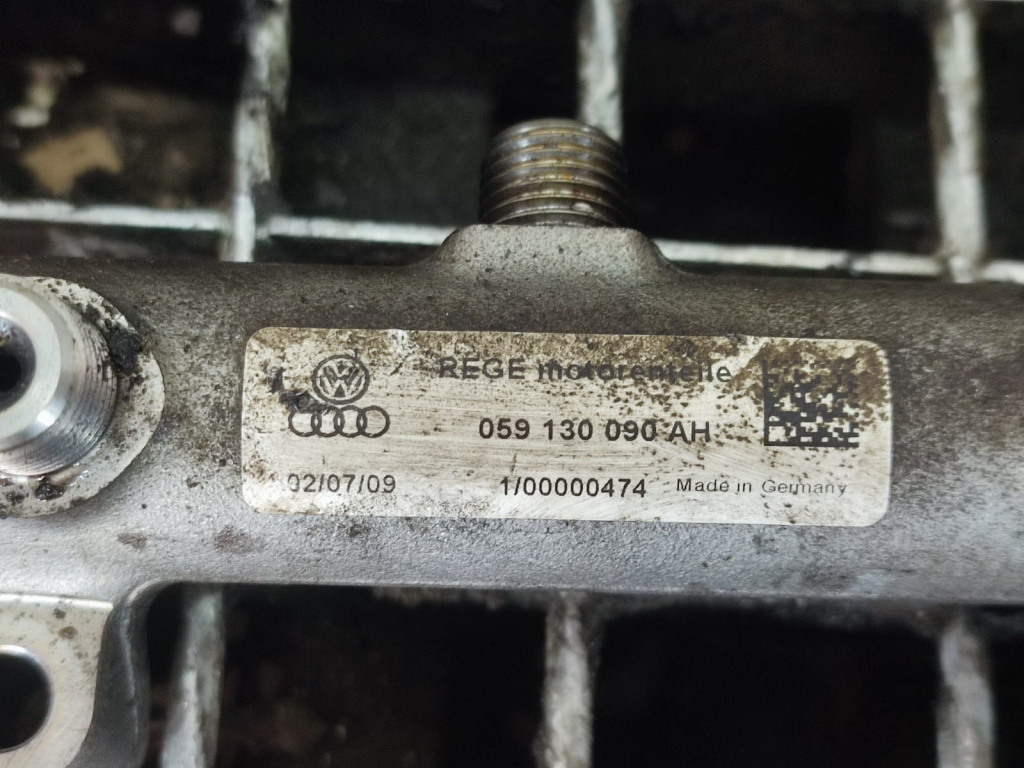 REGE motorenteile
059 130 090 AH
02/07/09 1/00000474 Made in Germany